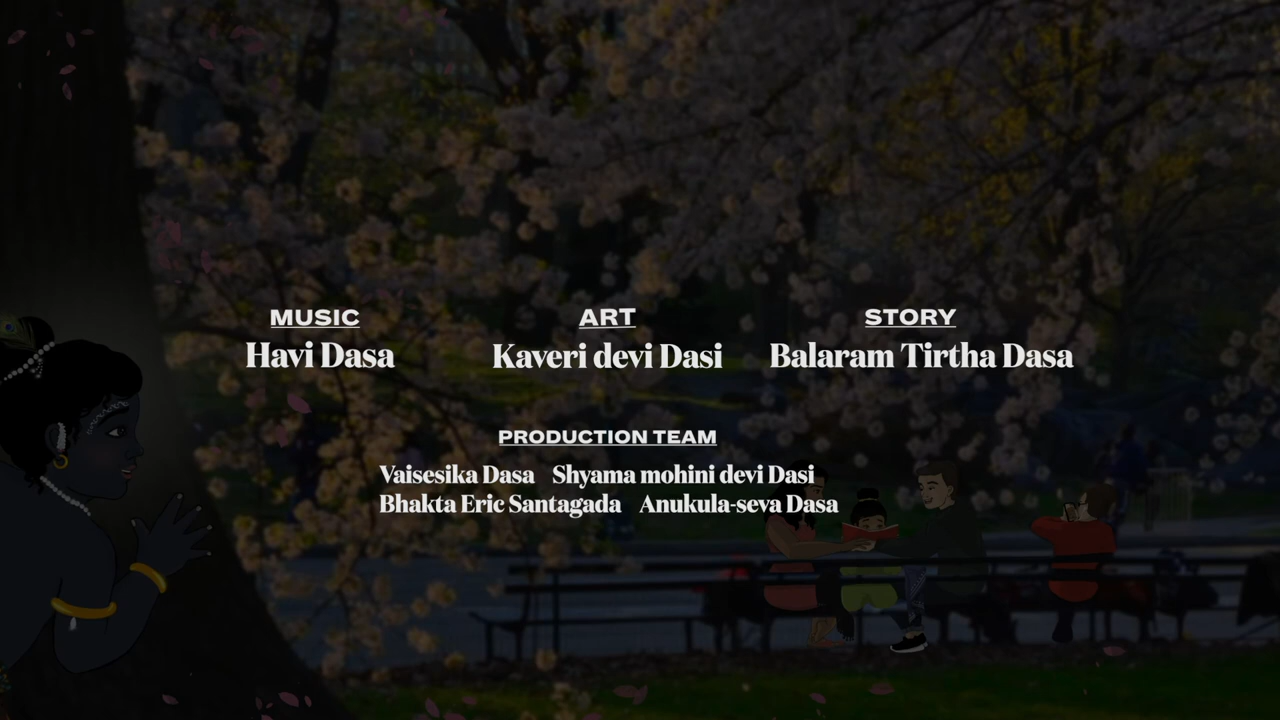 MUSIC ART STORY
Havi Dasa Kaveri devi Dasi Balaram Tirtha Dasa
PRODUCTION TEAM
Vaisesika Dasa Shyama mohini devi Dasi
Bhakta Eric Santagada Anukula-seva Dasa